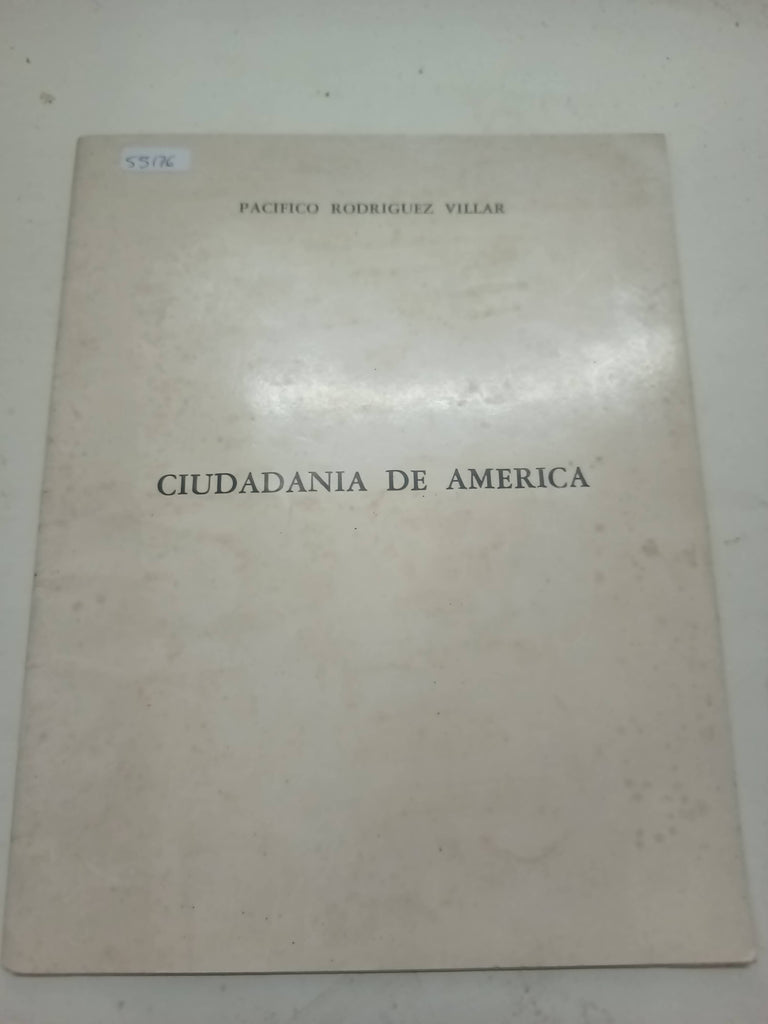 55176
PACIFICO RODRIGUEZ VILLAR
CIUDADANIA DE AMERICA